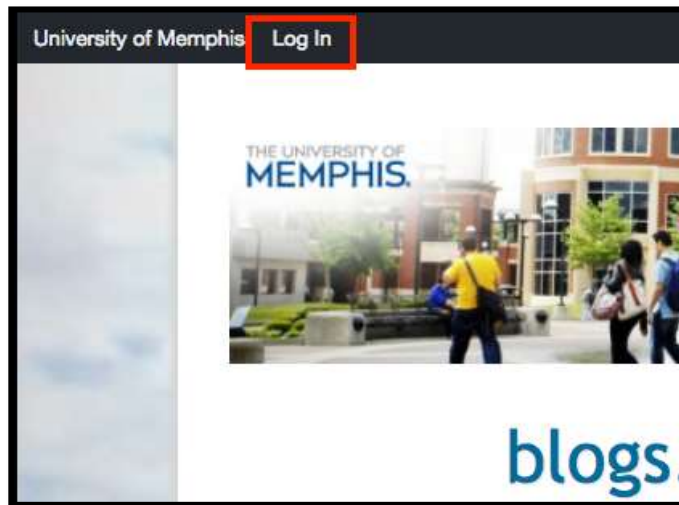 University of Memphis Log In
THE UNIVERSITY OF
MEMPHIS.
blogs.